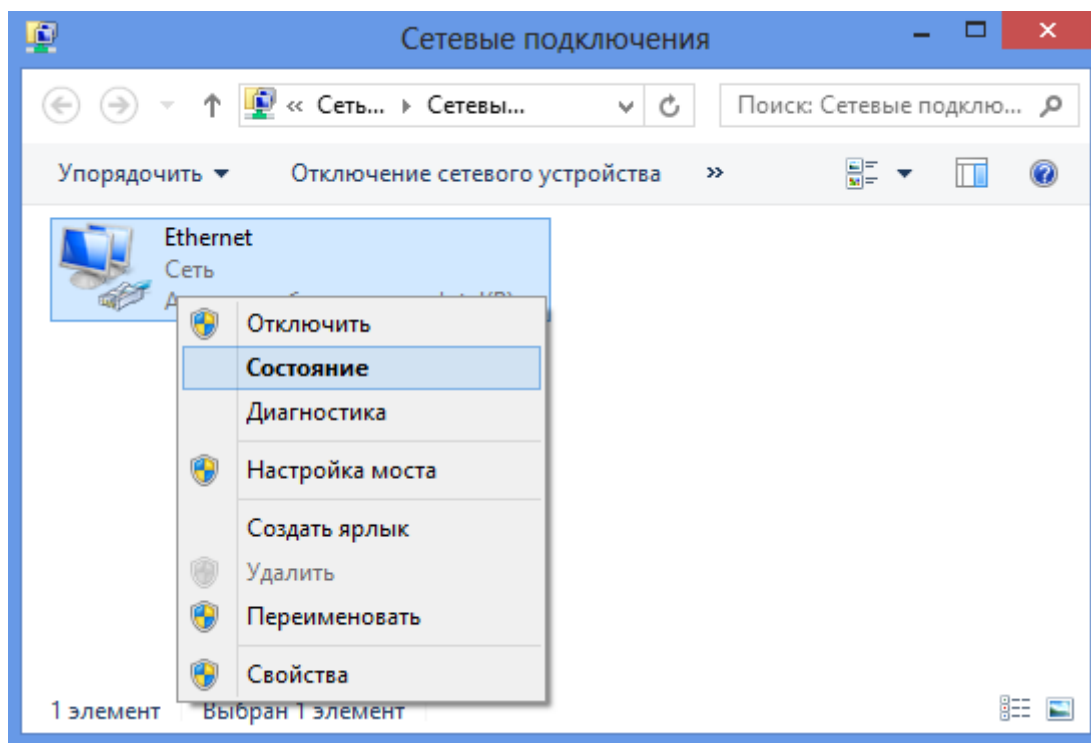 Сетевые подключения
« Сеть... Сетевы... Поиск: Сетевые подклю...
Упорядочить Отключение сетевого устройства »
Ethernet
Сеть
Отключить
Состояние
Диагностика
Настройка моста
Создать ярлык
Удалить
Переименовать
Свойства
1 элемент Выбран 1 элемент